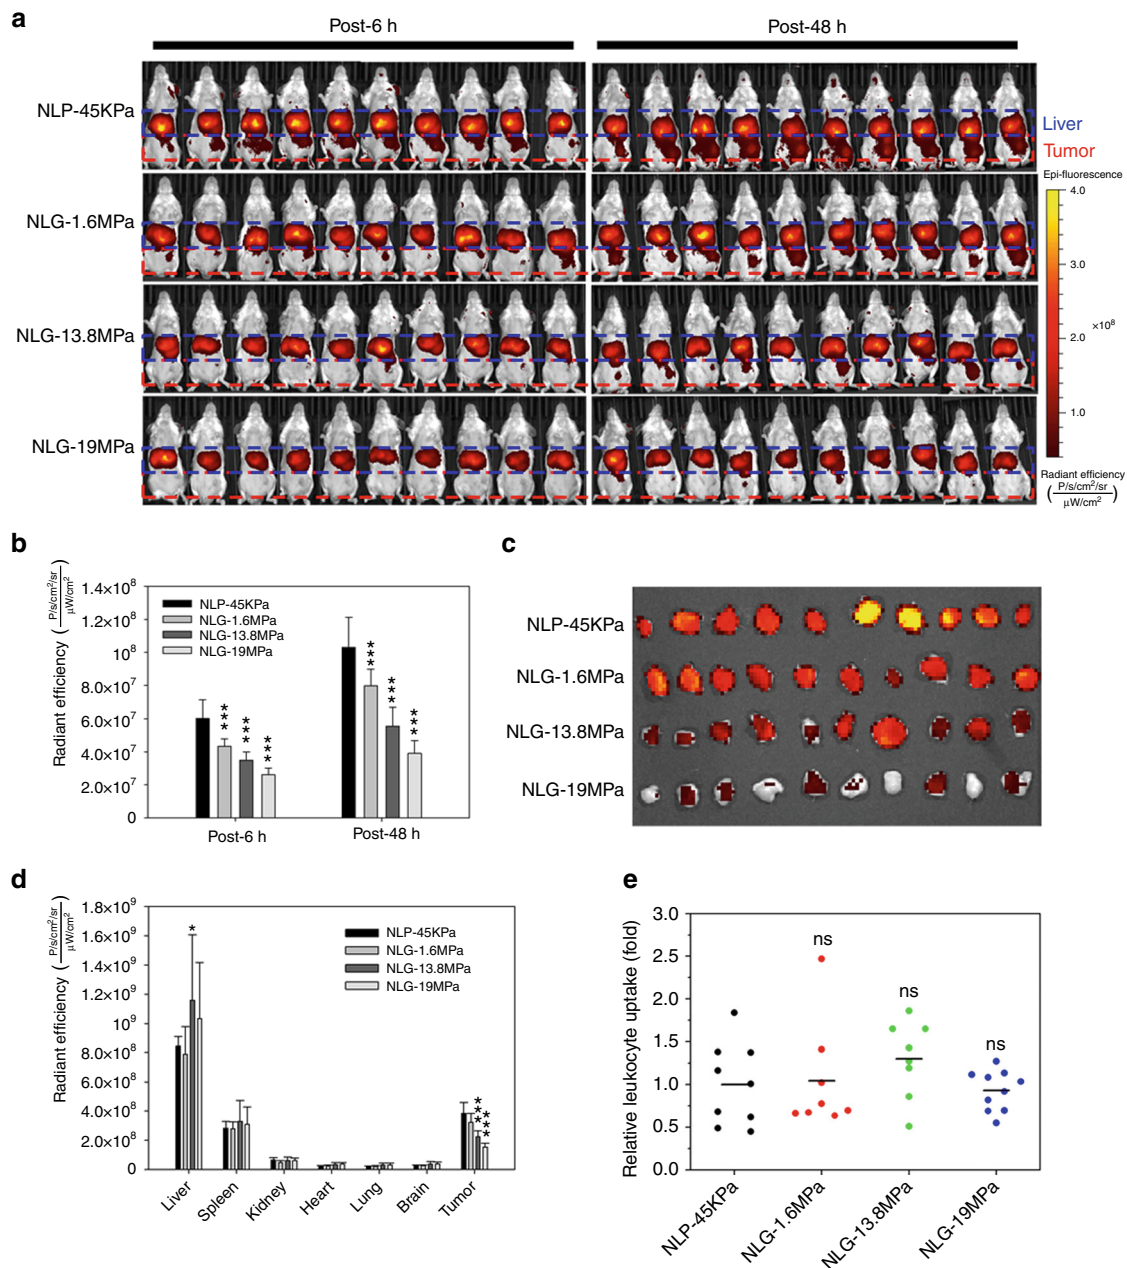 a
Post-6 h
Post-48 h
NLP-45KPa
NLG-1.6MPa
NLG-13.8MPa
NLG-19MPa
Liver
Tumor
Epi-fluorescence
4.0
3.0
2.0
×10⁸
1.0
Radiant efficiency
( P/s/cm²/sr
μW/cm² )
b
Radiant efficiency ( P/s/cm²/sr
μW/cm² )
1.4×10⁸
1.2×10⁸
10⁸
8.0×10⁷
6.0×10⁷
4.0×10⁷
2.0×10⁷
0
NLP-45KPa
NLG-1.6MPa
NLG-13.8MPa
NLG-19MPa
***
***
***
***
***
***
Post-6 h
Post-48 h
c
NLP-45KPa
NLG-1.6MPa
NLG-13.8MPa
NLG-19MPa
d
Radiant efficiency ( P/s/cm²/sr
μW/cm² )
1.8×10⁹
1.6×10⁹
1.4×10⁹
1.2×10⁹
10⁹
8.0×10⁸
6.0×10⁸
4.0×10⁸
2.0×10⁸
0
NLP-45KPa
NLG-1.6MPa
NLG-13.8MPa
NLG-19MPa
*
***
***
Liver
Spleen
Kidney
Heart
Lung
Brain
Tumor
e
Relative leukocyte uptake (fold)
3.0
2.5
2.0
1.5
1.0
0.5
0.0
ns
ns
ns
NLP-45KPa
NLG-1.6MPa
NLG-13.8MPa
NLG-19MPa